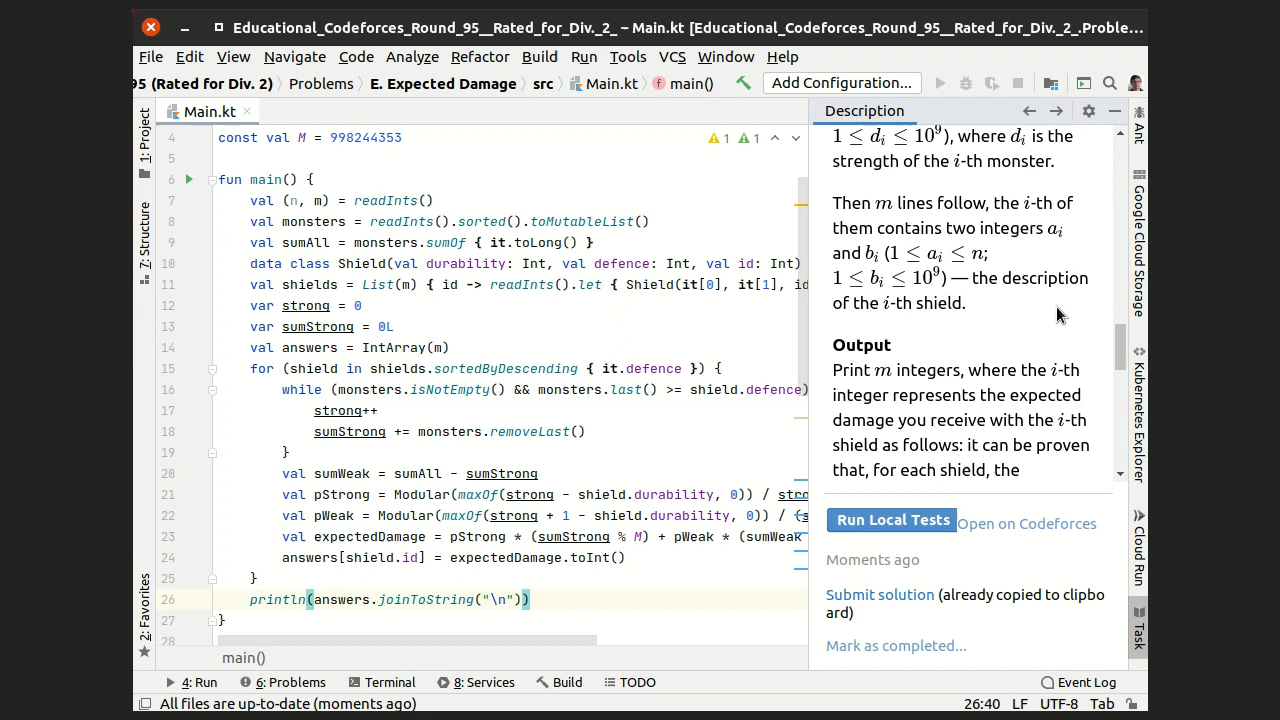 Educational_Codeforces_Round_95__Rated_for_Div._2_ – Main.kt [Educational_Codeforces_Round_95__Rated_for_Div._2_.Proble...
File Edit View Navigate Code Analyze Refactor Build Run Tools VCS Window Help
95 (Rated for Div. 2) Problems E. Expected Damage src Main.kt main() Add Configuration...
1: Project
7: Structure
2: Favorites
Main.kt
4 const val M = 998244353
5
6 fun main() {
7 val (n, m) = readInts()
8 val monsters = readInts().sorted().toMutableList()
9 val sumAll = monsters.sumOf { it.toLong() }
10 data class Shield(val durability: Int, val defence: Int, val id: Int)
11 val shields = List(m) { id -> readInts().let { Shield(it[0], it[1], id
12 var strong = 0
13 var sumStrong = 0L
14 val answers = IntArray(m)
15 for (shield in shields.sortedByDescending { it.defence }) {
16 while (monsters.isNotEmpty() && monsters.last() >= shield.defence)
17 strong++
18 sumStrong += monsters.removeLast()
19 }
20 val sumWeak = sumAll - sumStrong
21 val pStrong = Modular(maxOf(strong - shield.durability, 0)) / stro
22 val pWeak = Modular(maxOf(strong + 1 - shield.durability, 0)) / (s
23 val expectedDamage = pStrong * (sumStrong % M) + pWeak * (sumWeak
24 answers[shield.id] = expectedDamage.toInt()
25 }
26 println(answers.joinToString("\n"))
27 }
28
1 1
main()
Description
1 ≤ dᵢ ≤ 10⁹), where dᵢ is the
strength of the i-th monster.
Then m lines follow, the i-th of
them contains two integers aᵢ
and bᵢ (1 ≤ aᵢ ≤ n;
1 ≤ bᵢ ≤ 10⁹) — the description
of the i-th shield.
Output
Print m integers, where the i-th
integer represents the expected
damage you receive with the i-th
shield as follows: it can be proven
that, for each shield, the
Run Local Tests Open on Codeforces
Moments ago
Submit solution (already copied to clipbo
ard)
Mark as completed...
Ant
Google Cloud Storage
Kubernetes Explorer
Cloud Run
Task
4: Run 6: Problems Terminal 8: Services Build TODO Event Log
All files are up-to-date (moments ago) 26:40 LF UTF-8 Tab